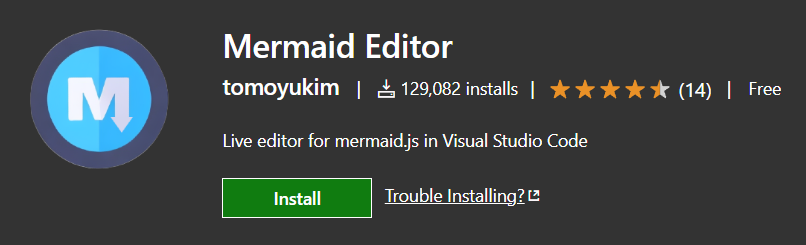 M
Mermaid Editor
tomoyukim | 129,082 installs | (14) | Free
Live editor for mermaid.js in Visual Studio Code
Install Trouble Installing?